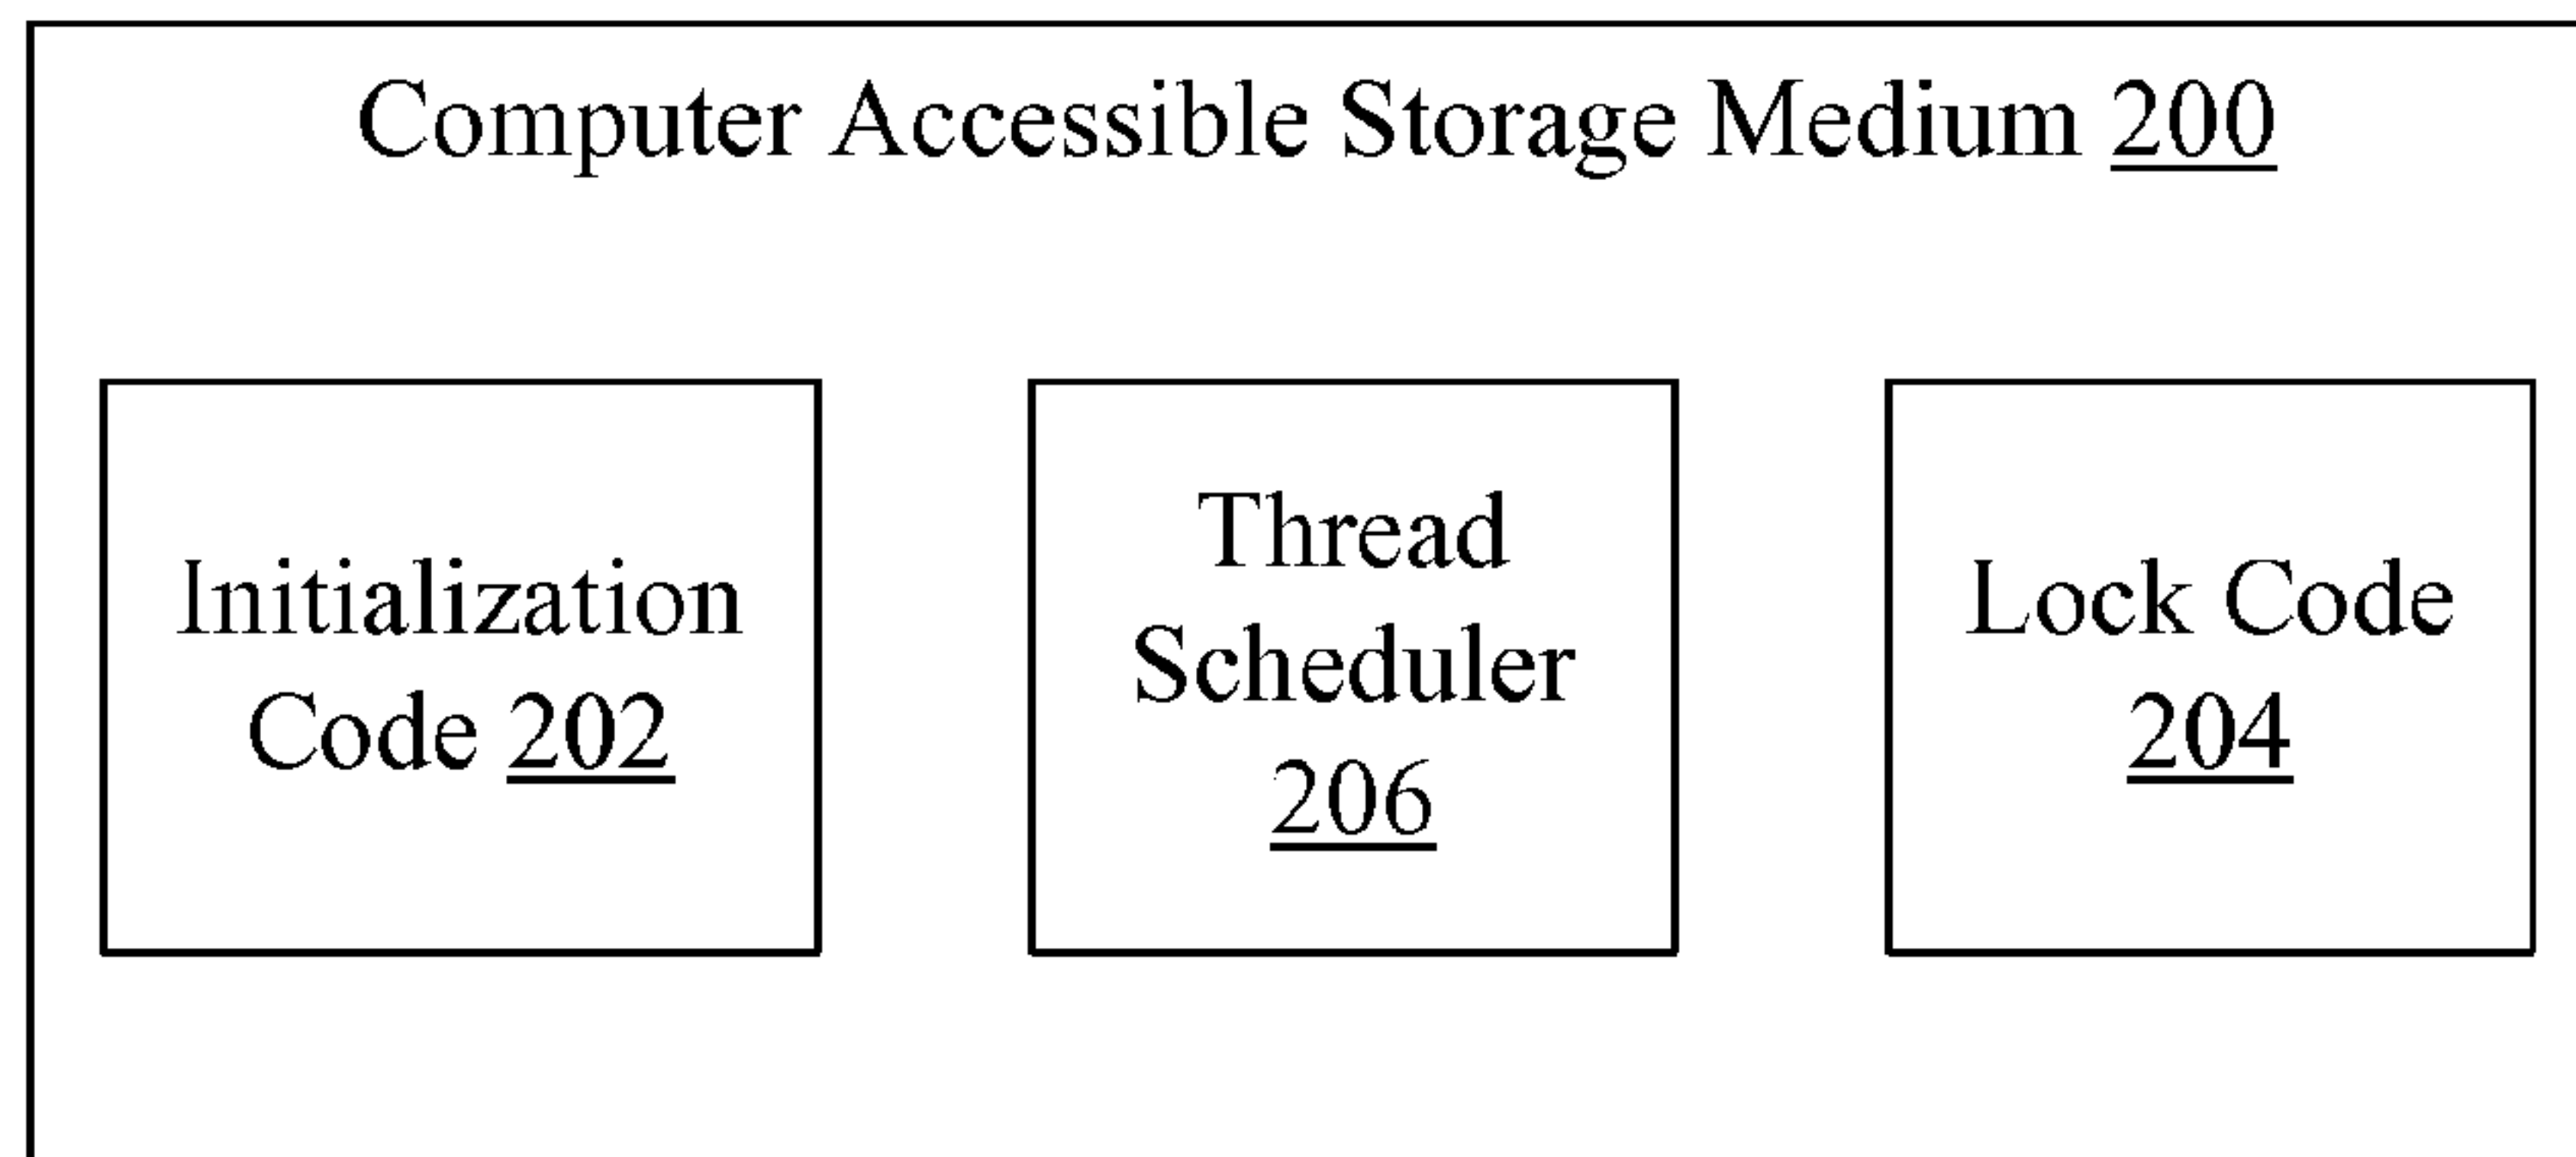 Computer Accessible Storage Medium 200
Initialization
Code 202
Thread
Scheduler
206
Lock Code
204